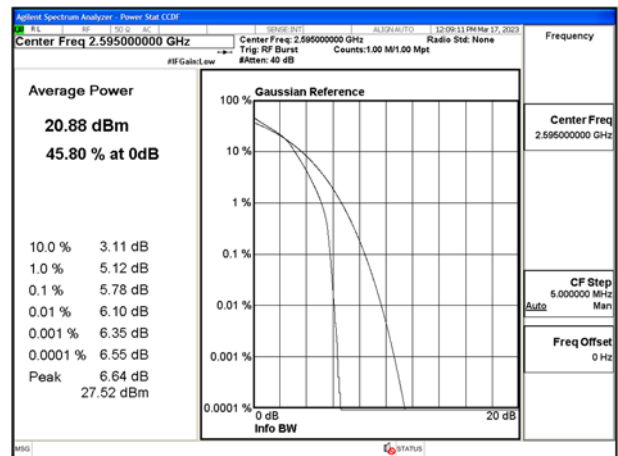 Agilent Spectrum Analyzer - Power Stat CCDF
RL RF 50 Ω AC SENSE:INT ALIGNAUTO 12:09:11 PM Mar 17, 2023
Center Freq 2.595000000 GHz
Center Freq: 2.595000000 GHz Radio Std: None
Trig: RF Burst Counts:1.00 M/1.00 Mpt
#IFGain:Low #Atten: 40 dB
Frequency
Average Power
20.88 dBm
45.80 % at 0dB
10.0 % 3.11 dB
1.0 % 5.12 dB
0.1 % 5.78 dB
0.01 % 6.10 dB
0.001 % 6.35 dB
0.0001 % 6.55 dB
Peak 6.64 dB
27.52 dBm
Gaussian Reference
100 %
10 %
1 %
0.1 %
0.01 %
0.001 %
0.0001 %
0 dB 20 dB
Info BW
Center Freq
2.595000000 GHz
CF Step
5.000000 MHz
Auto Man
Freq Offset
0 Hz
MSG STATUS